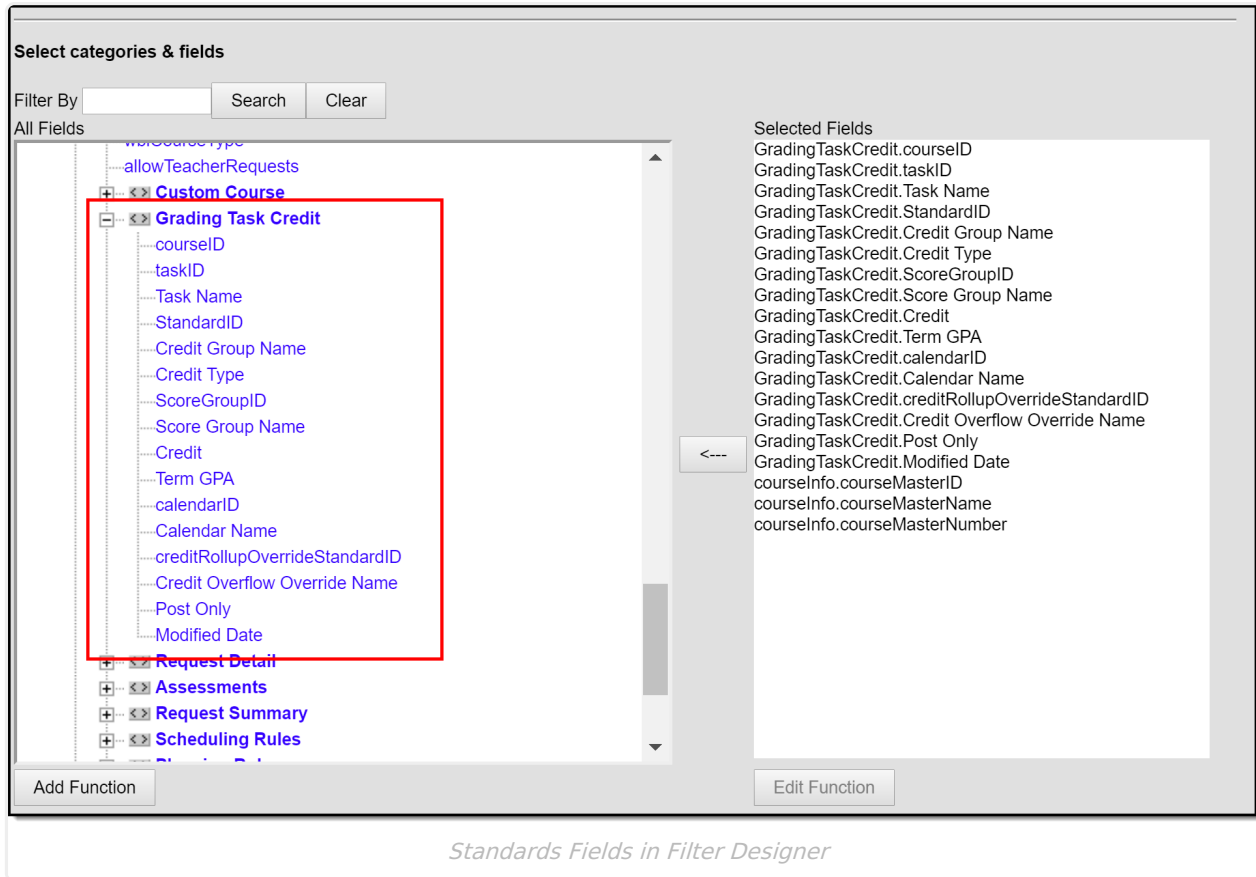 Select categories & fields
Filter By
Search
Clear
All Fields
allowTeacherRequests
Custom Course
Grading Task Credit
courseID
taskID
Task Name
StandardID
Credit Group Name
Credit Type
ScoreGroupID
Score Group Name
Credit
Term GPA
calendarID
Calendar Name
creditRollupOverrideStandardID
Credit Overflow Override Name
Post Only
Modified Date
Request Detail
Assessments
Request Summary
Scheduling Rules
Add Function
<---
Selected Fields
GradingTaskCredit.courseID
GradingTaskCredit.taskID
GradingTaskCredit.Task Name
GradingTaskCredit.StandardID
GradingTaskCredit.Credit Group Name
GradingTaskCredit.Credit Type
GradingTaskCredit.ScoreGroupID
GradingTaskCredit.Score Group Name
GradingTaskCredit.Credit
GradingTaskCredit.Term GPA
GradingTaskCredit.calendarID
GradingTaskCredit.Calendar Name
GradingTaskCredit.creditRollupOverrideStandardID
GradingTaskCredit.Credit Overflow Override Name
GradingTaskCredit.Post Only
GradingTaskCredit.Modified Date
courseInfo.courseMasterID
courseInfo.courseMasterName
courseInfo.courseMasterNumber
Edit Function
Standards Fields in Filter Designer